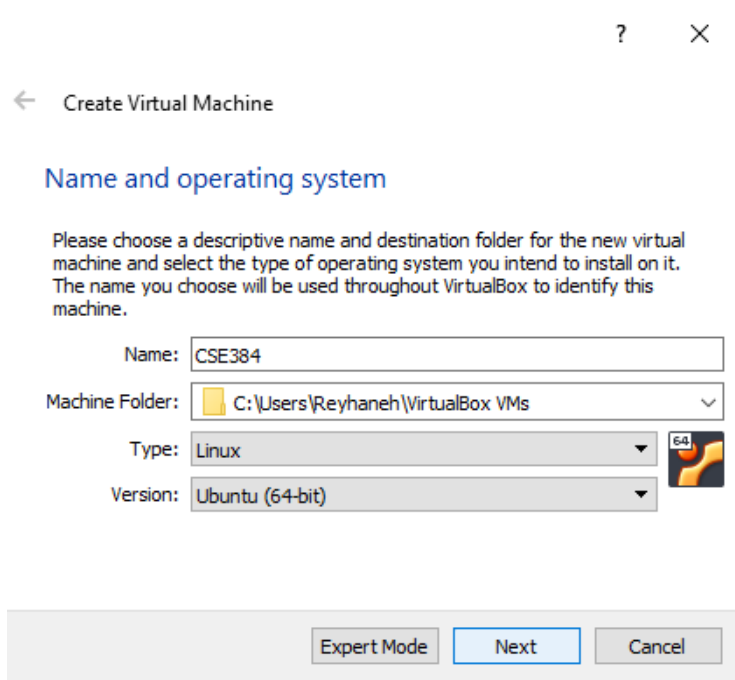 ?
Create Virtual Machine
Name and operating system
Please choose a descriptive name and destination folder for the new virtual
machine and select the type of operating system you intend to install on it.
The name you choose will be used throughout VirtualBox to identify this
machine.
Name: CSE384
Machine Folder: C:\Users\Reyhaneh\VirtualBox VMs
Type: Linux
64
Version: Ubuntu (64-bit)
Expert Mode Next Cancel